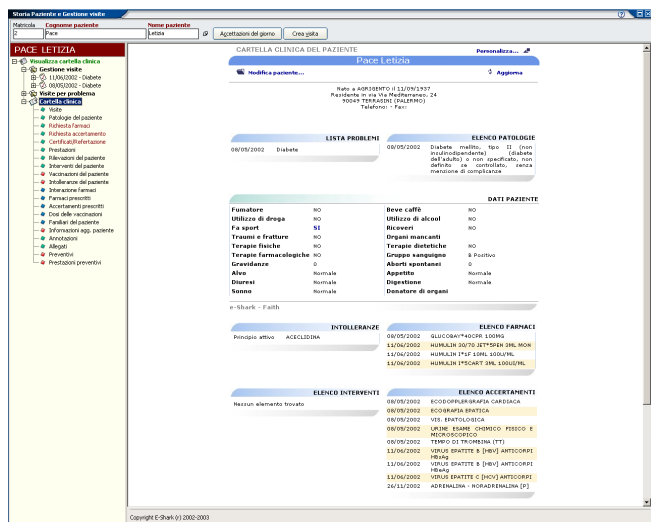 Storia Paziente e Gestione visite
Matricola Cognome paziente Nome paziente
2 Pace Letizia Accettazioni del giorno Crea visita
PACE LETIZIA
Visualizza cartella clinica
Gestione visite
11/06/2002 - Diabete
08/05/2002 - Diabete
Visite per problema
Cartella clinica
Visite
Patologie del paziente
Richiesta farmaci
Richiesta accertamento
Certificati/Refertazione
Prestazioni
Rilevazioni del paziente
Interventi del paziente
Vaccinazioni del paziente
Intolleranze del paziente
Interazione farmaci
Farmaci prescritti
Accertamenti prescritti
Dosi delle vaccinazioni
Familiari del paziente
Informazioni agg. paziente
Annotazioni
Allegati
Preventivi
Prestazioni preventivi
CARTELLA CLINICA DEL PAZIENTE Personalizza...
Pace Letizia
Modifica paziente... Aggiorna
Nato a AGRIGENTO il 11/09/1937
Residente in via Via Mediterraneo, 24
90049 TERRASINI (PALERMO)
Telefono: - Fax:
LISTA PROBLEMI
08/05/2002 Diabete
ELENCO PATOLOGIE
08/05/2002 Diabete mellito, tipo II (non
insulinodipendente) (diabete
dell'adulto) o non specificato, non
definito se controllato, senza
menzione di complicanze
DATI PAZIENTE
Fumatore NO Beve caffè NO
Utilizzo di droga NO Utilizzo di alcool NO
Fa sport SI Ricoveri NO
Traumi e fratture NO Organi mancanti
Terapie fisiche NO Terapie dietetiche NO
Terapie farmacologiche NO Gruppo sanguigno B Positivo
Gravidanze 0 Aborti spontanei 0
Alvo Normale Appetito Normale
Diuresi Normale Digestione Normale
Sonno Normale Donatore di organi
e-Shark - Faith
INTOLLERANZE
Principio attivo ACECLIDINA
ELENCO FARMACI
08/05/2002 GLUCOBAY*40CPR 100MG
11/06/2002 HUMULIN 30/70 JET*5PEN 3ML MON
11/06/2002 HUMULIN I*1F 10ML 100U/ML
11/06/2002 HUMULIN I*5CART 3ML 100UI/ML
ELENCO INTERVENTI
Nessun elemento trovato
ELENCO ACCERTAMENTI
08/05/2002 ECODOPPLERGRAFIA CARDIACA
08/05/2002 ECOGRAFIA EPATICA
08/05/2002 VIS. EPATOLOGICA
08/05/2002 URINE ESAME CHIMICO FISICO E
MICROSCOPICO
08/05/2002 TEMPO DI TROMBINA (TT)
11/06/2002 VIRUS EPATITE B [HBV] ANTICORPI
HBsAg
11/06/2002 VIRUS EPATITE B [HBV] ANTICORPI
HBeAg
11/06/2002 VIRUS EPATITE C [HCV] ANTICORPI
26/11/2002 ADRENALINA - NORADRENALINA [P]
Copyright E-Shark (r) 2002-2003